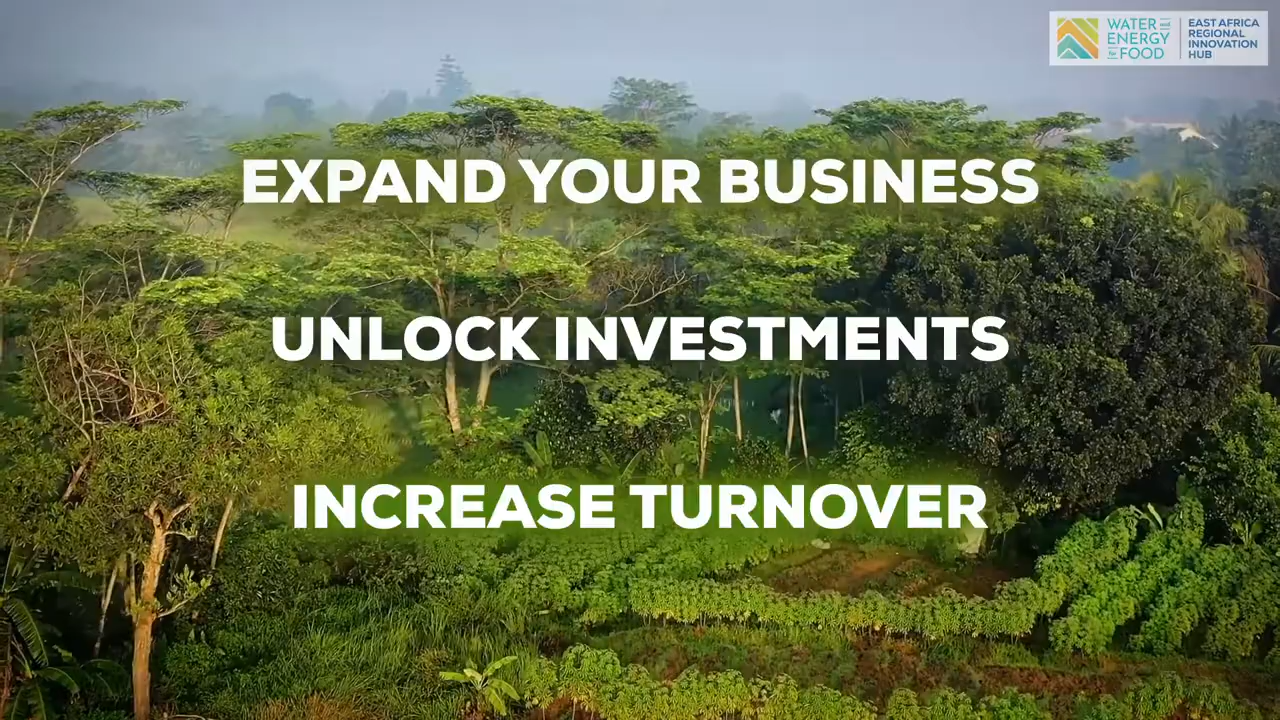 WATER and
ENERGY
for FOOD
EAST AFRICA
REGIONAL
INNOVATION
HUB
EXPAND YOUR BUSINESS
UNLOCK INVESTMENTS
INCREASE TURNOVER